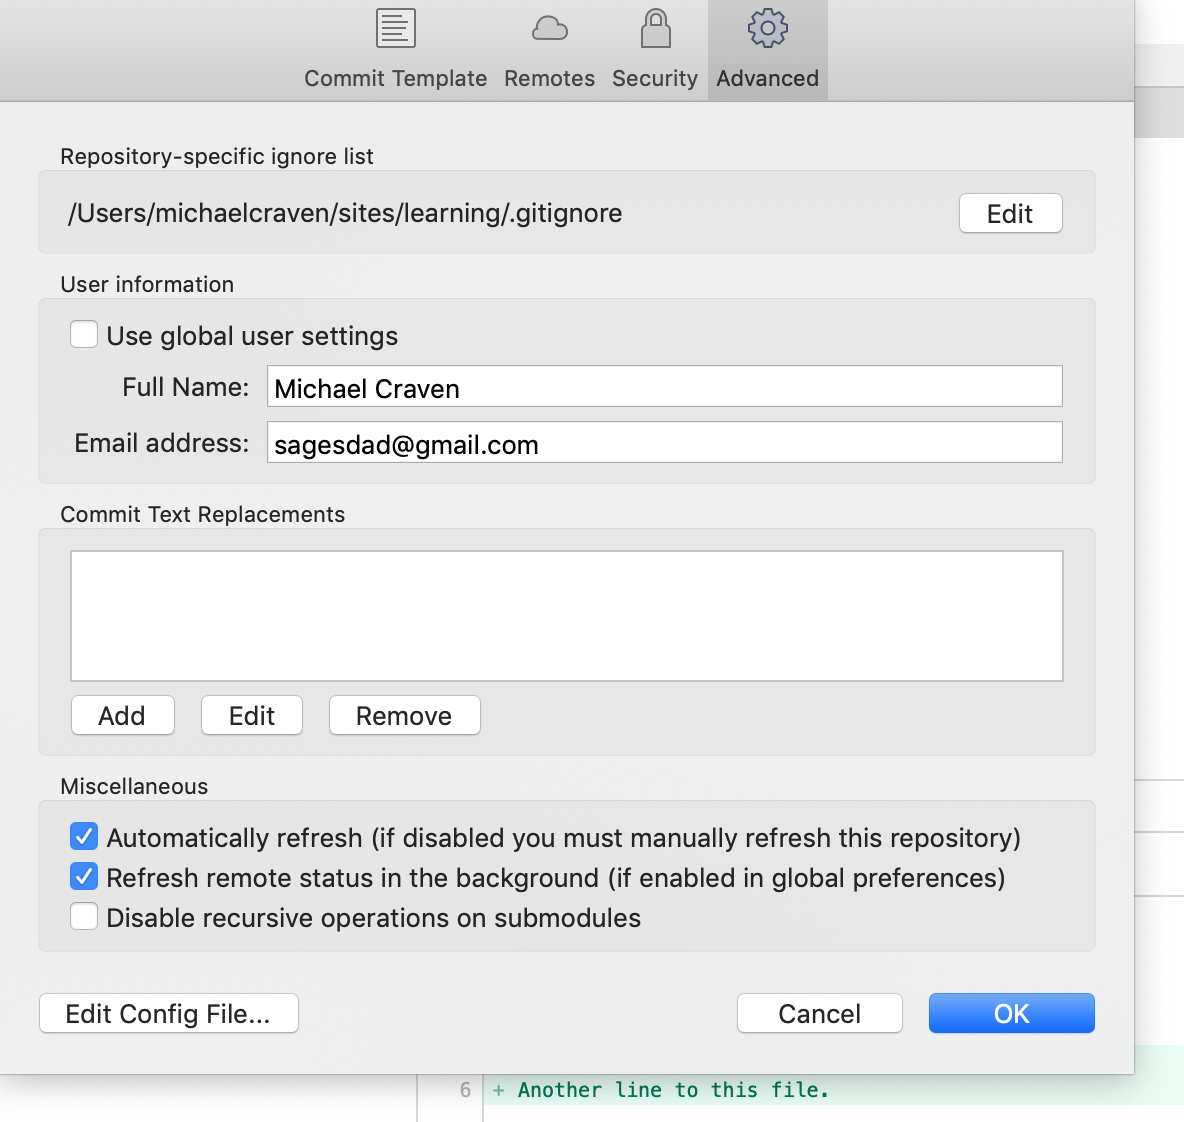 Commit Template Remotes Security Advanced
Repository-specific ignore list
/Users/michaelcraven/sites/learning/.gitignore Edit
User information
Use global user settings
Full Name: Michael Craven
Email address: sagesdad@gmail.com
Commit Text Replacements
Add Edit Remove
Miscellaneous
Automatically refresh (if disabled you must manually refresh this repository)
Refresh remote status in the background (if enabled in global preferences)
Disable recursive operations on submodules
Edit Config File... Cancel OK
6 + Another line to this file.